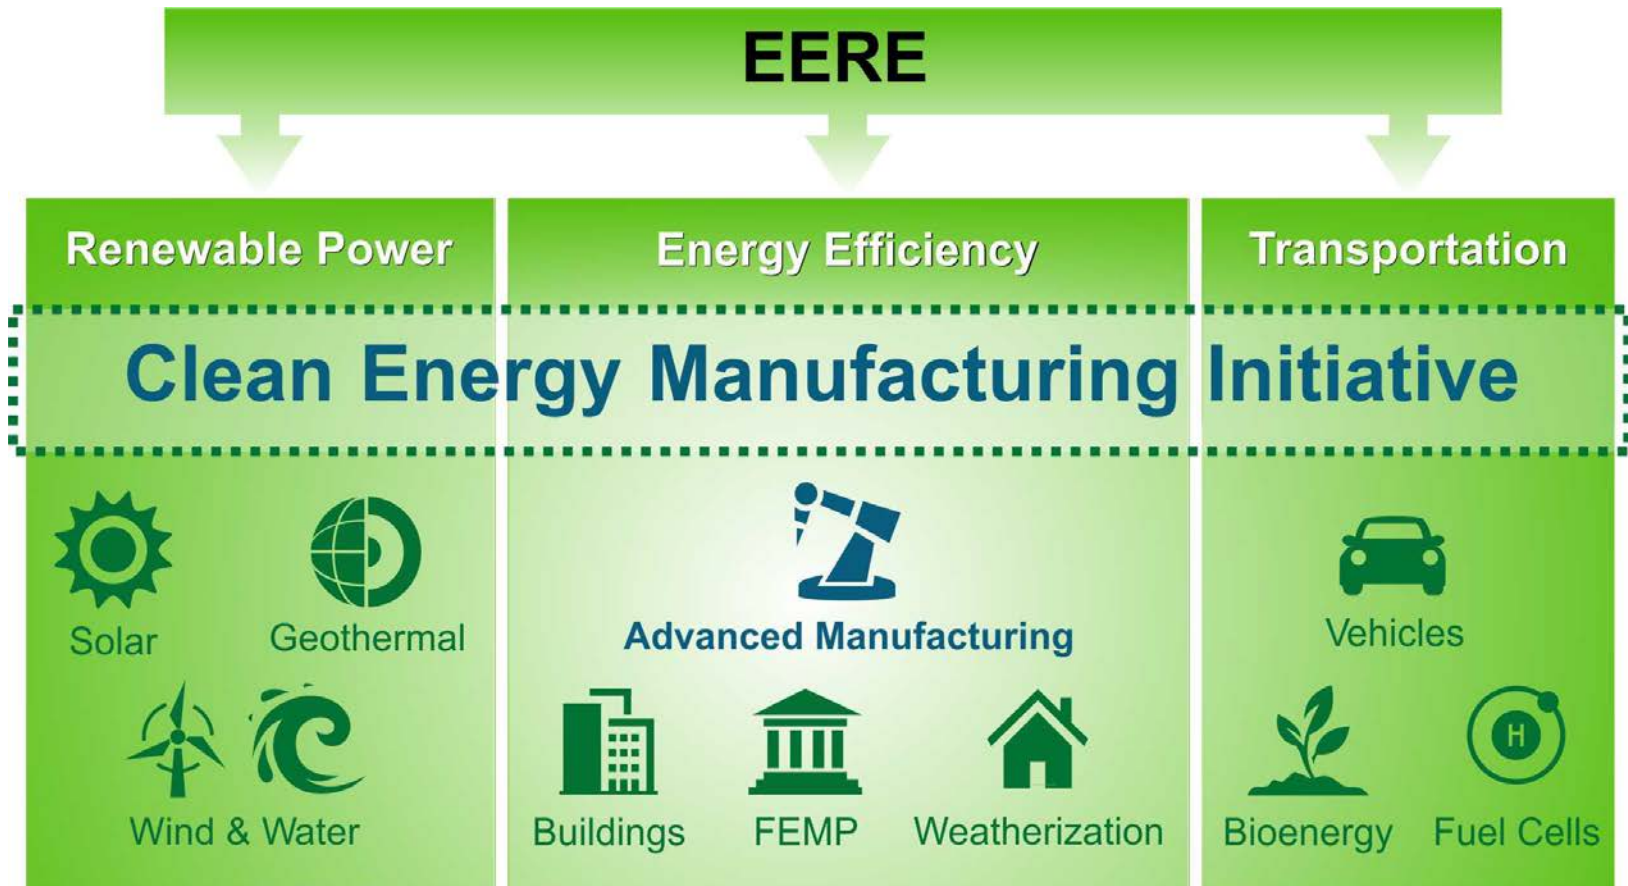 EERE
Renewable Power
Energy Efficiency
Transportation
Clean Energy Manufacturing Initiative
Solar
Geothermal
Wind & Water
Advanced Manufacturing
Buildings
FEMP
Weatherization
Vehicles
Bioenergy
H
Fuel Cells